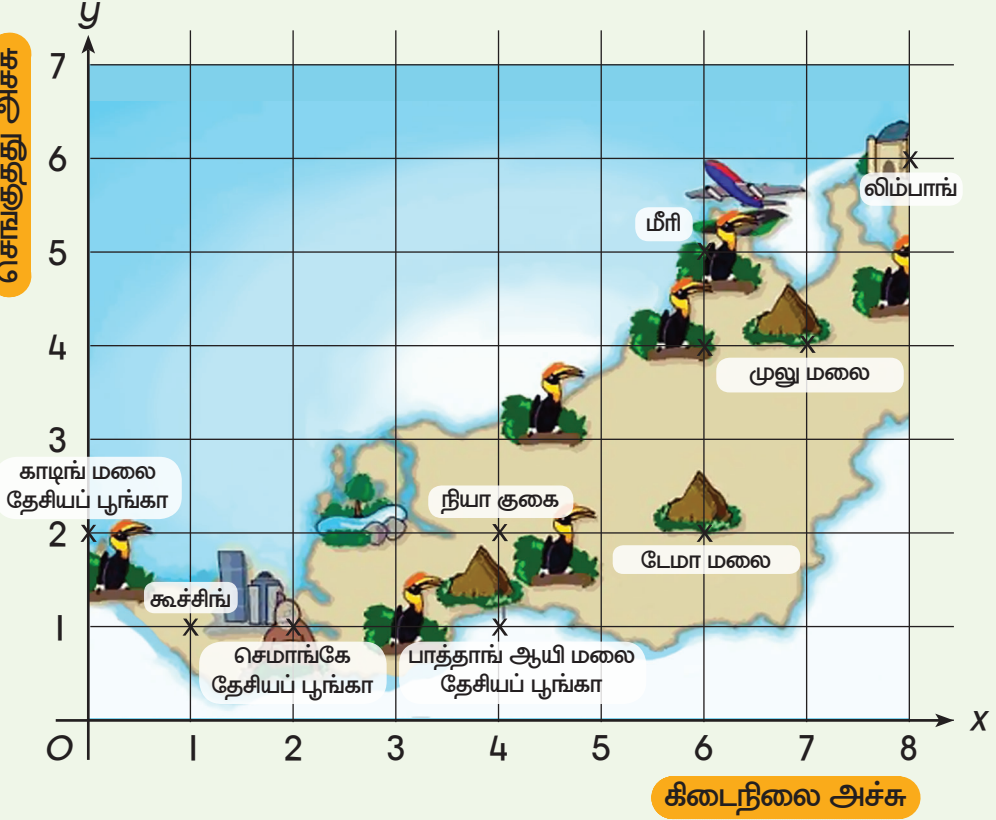 y
செங்குத்து அச்சு
7
6
லிம்பாங்
மீரி
5
4
முலு மலை
3
காடிங் மலை
தேசியப் பூங்கா
நியா குகை
2
டேமா மலை
கூச்சிங்
1
செமாங்கே
தேசியப் பூங்கா
பாத்தாங் ஆயி மலை
தேசியப் பூங்கா
O 1 2 3 4 5 6 7 8 x
கிடைநிலை அச்சு